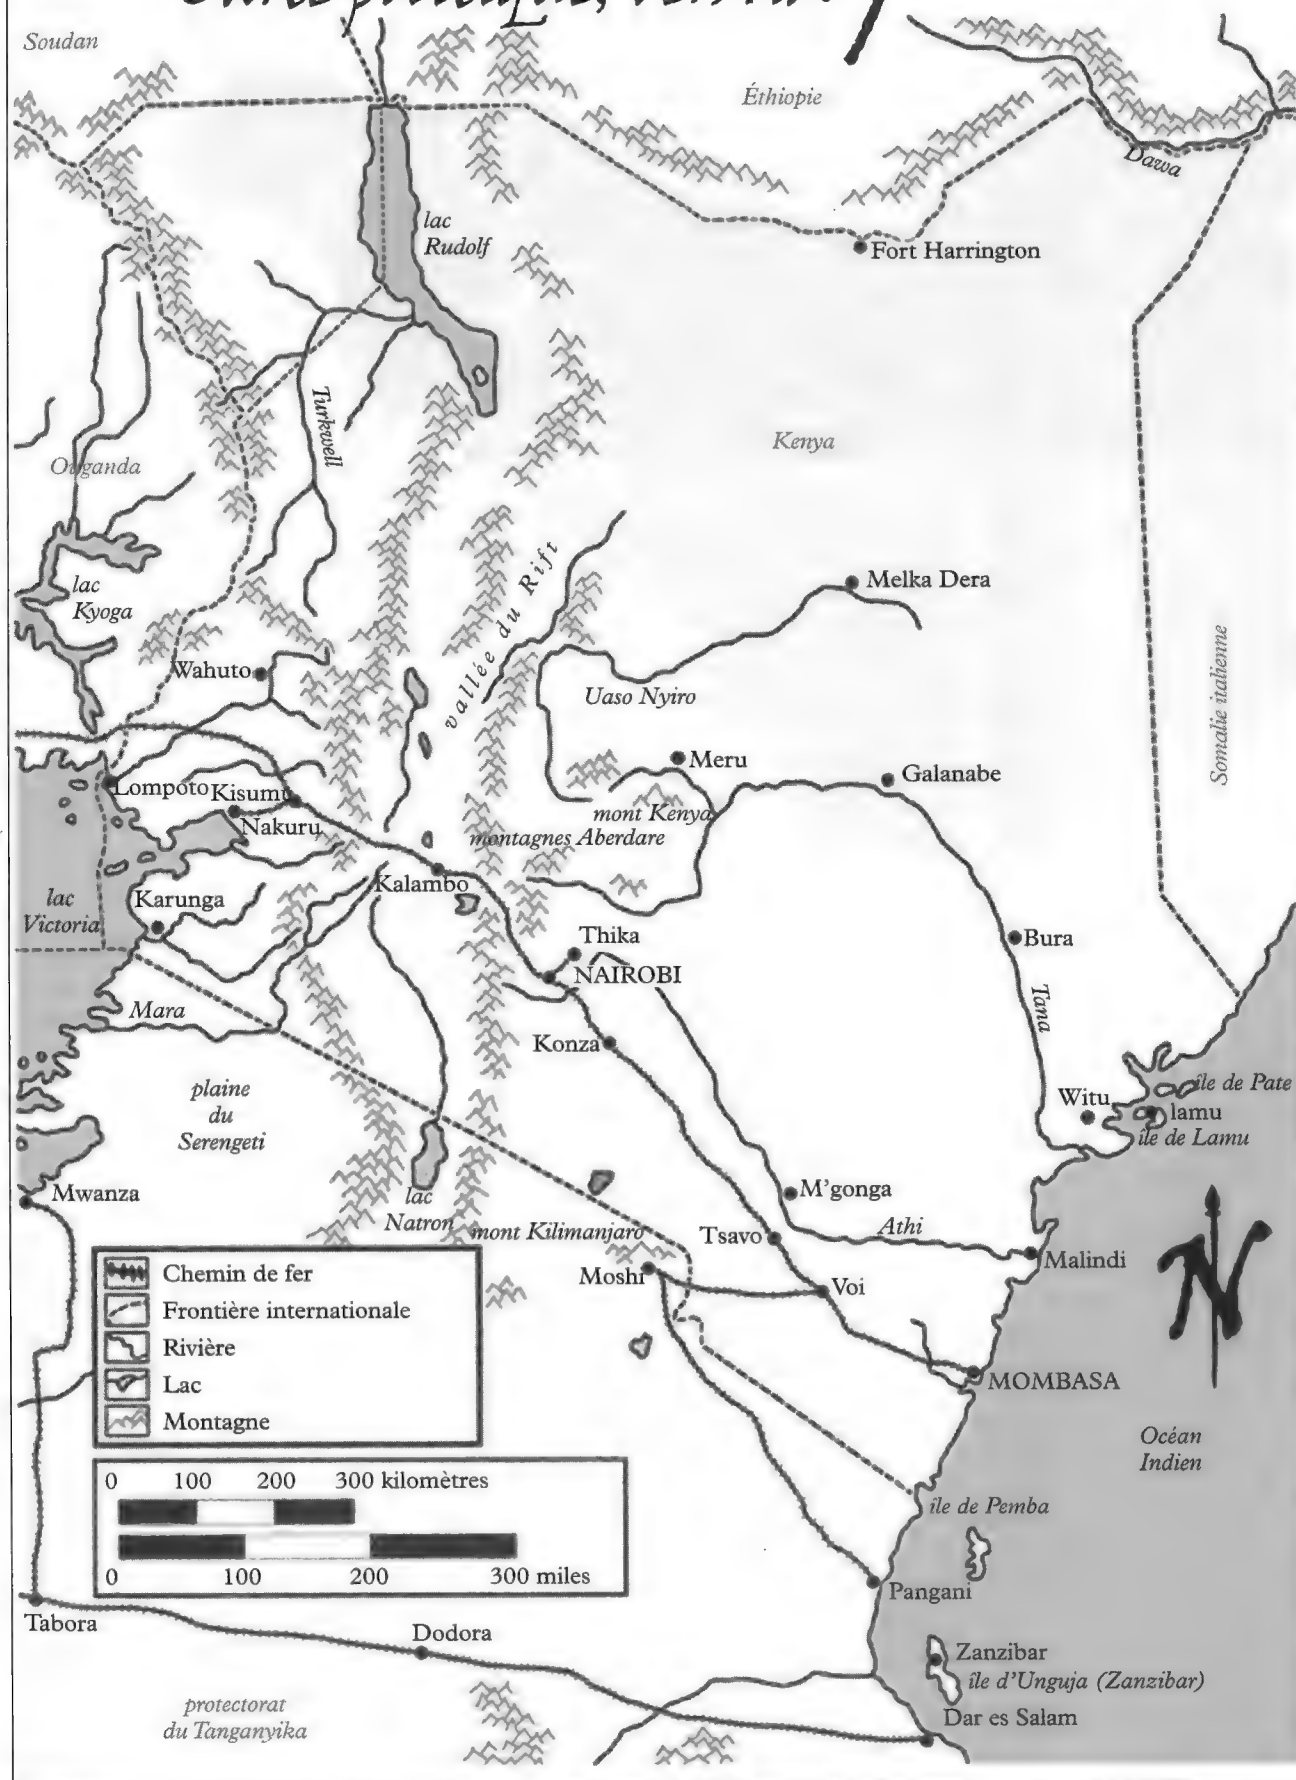 Soudan
Éthiopie
Dawa
lac
Rudolf
Fort Harrington
Turkwell
Kenya
Ouganda
vallée du Rift
Melka Dera
lac
Kyoga
Somalie italienne
Wahuto
Uaso Nyiro
Meru
Galanabe
Lompoto
Kisumu
mont Kenya
Nakuru
montagnes Aberdare
Kalambo
lac
Victoria
Karunga
Thika
Bura
NAIROBI
Tana
Mara
Konza
plaine
du
Serengeti
Witu
île de Pate
lamu
île de Lamu
Mwanza
lac
Natron
M'gonga
mont Kilimanjaro
Tsavo
Athi
Malindi
N
Moshi
Voi
Chemin de fer
Frontière internationale
Rivière
Lac
Montagne
MOMBASA
Océan
Indien
0 100 200 300 kilomètres
0 100 200 300 miles
île de Pemba
Pangani
Tabora
Dodora
Zanzibar
île d'Unguja (Zanzibar)
Dar es Salam
protectorat
du Tanganyika